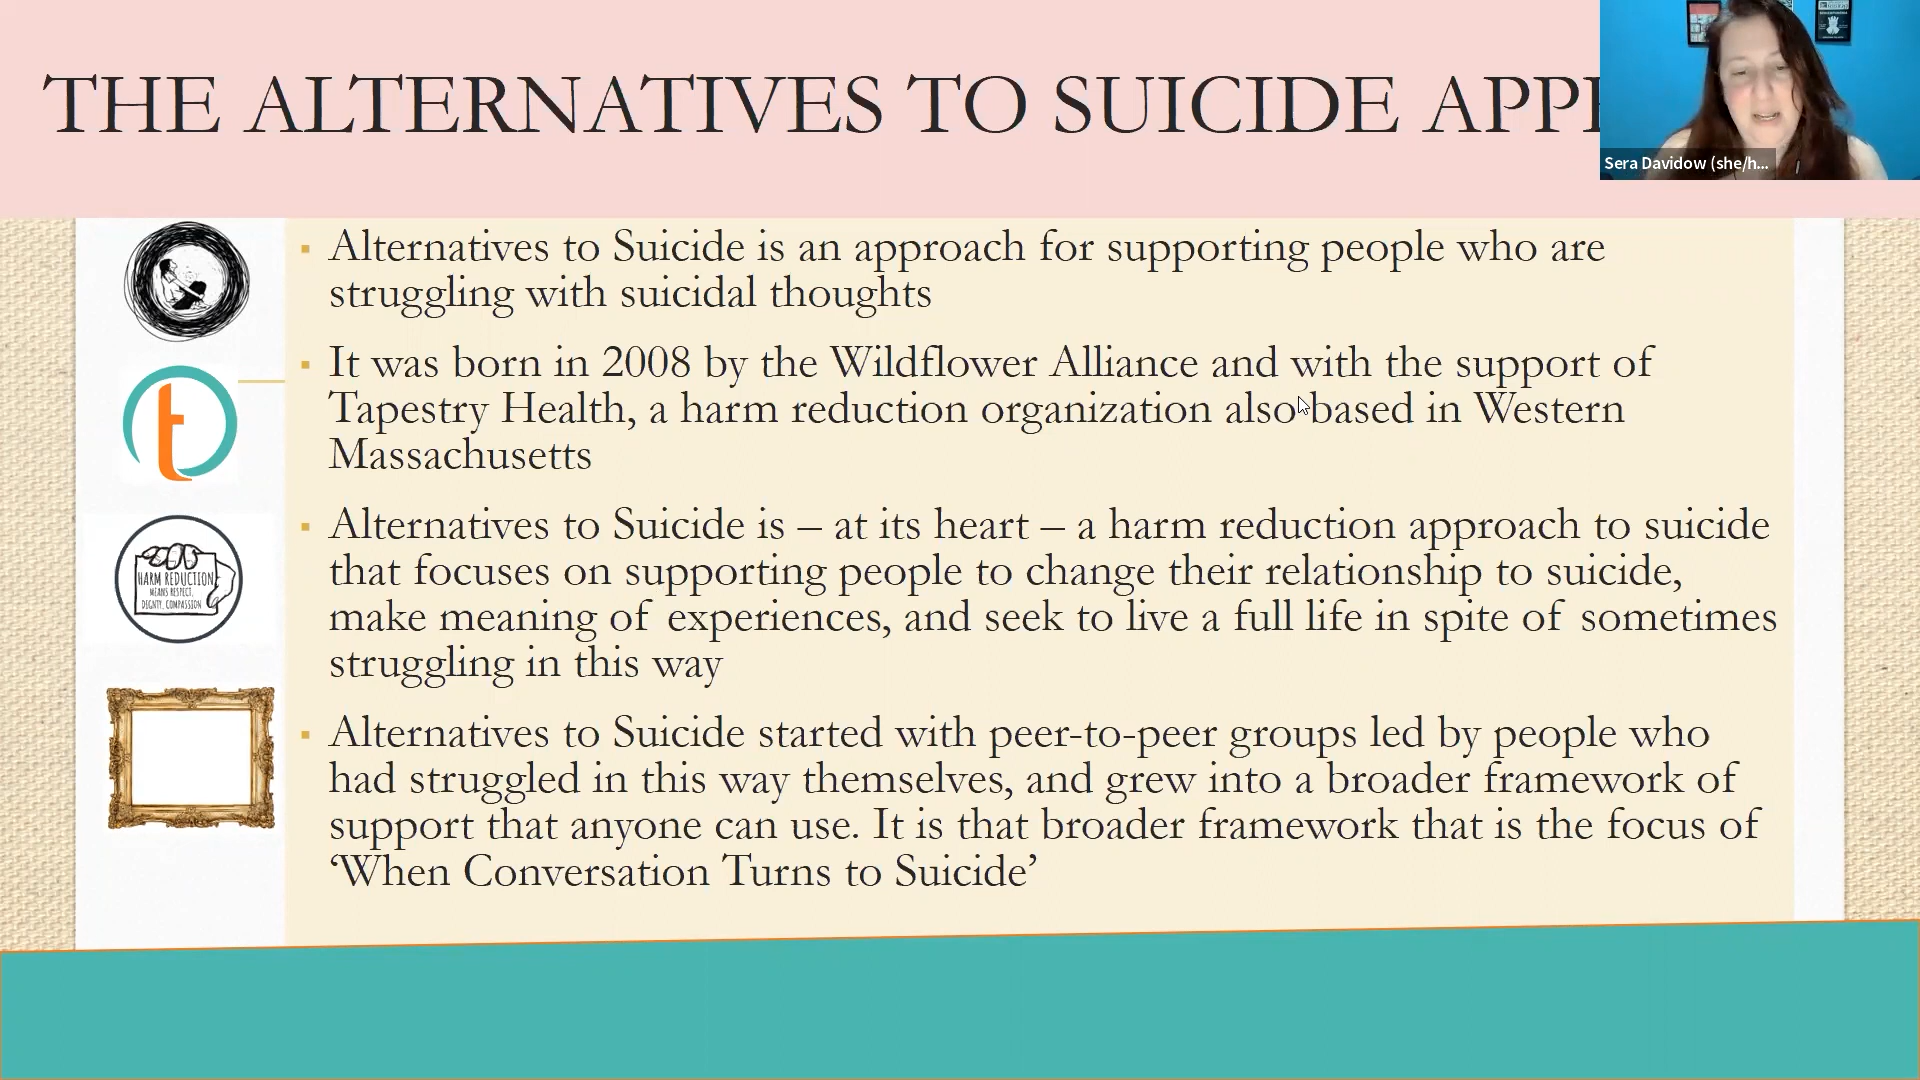 THE ALTERNATIVES TO SUICIDE
Sera Davidow (she/h...
Alternatives to Suicide is an approach for supporting people who are
struggling with suicidal thoughts
It was born in 2008 by the Wildflower Alliance and with the support of
Tapestry Health, a harm reduction organization also based in Western
Massachusetts
Alternatives to Suicide is – at its heart – a harm reduction approach to suicide
that focuses on supporting people to change their relationship to suicide,
make meaning of experiences, and seek to live a full life in spite of sometimes
struggling in this way
HARM REDUCTION
MEANS RESPECT,
DIGNITY, COMPASSION
Alternatives to Suicide started with peer-to-peer groups led by people who
had struggled in this way themselves, and grew into a broader framework of
support that anyone can use. It is that broader framework that is the focus of
‘When Conversation Turns to Suicide’